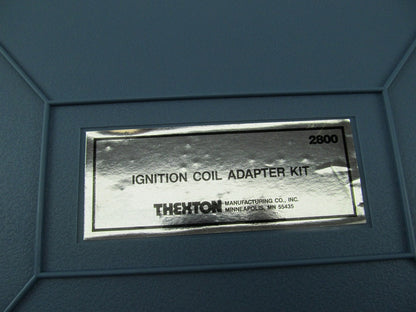 2800
IGNITION COIL ADAPTER KIT
THEXTON MANUFACTURING CO., INC.
MINNEAPOLIS, MN 55435